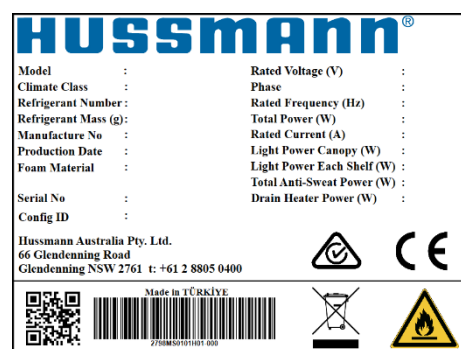 HUSSMANN®
Model :
Climate Class :
Refrigerant Number :
Refrigerant Mass (g) :
Manufacture No :
Production Date :
Foam Material :
Serial No :
Config ID :
Rated Voltage (V) :
Phase :
Rated Frequency (Hz) :
Total Power (W) :
Rated Current (A) :
Light Power Canopy (W) :
Light Power Each Shelf (W) :
Total Anti-Sweat Power (W) :
Drain Heater Power (W) :
Hussmann Australia Pty. Ltd.
66 Glendenning Road
Glendenning NSW 2761 t: +61 2 8805 0400
CE
Made in TÜRKİYE
2798MS0101H01-000